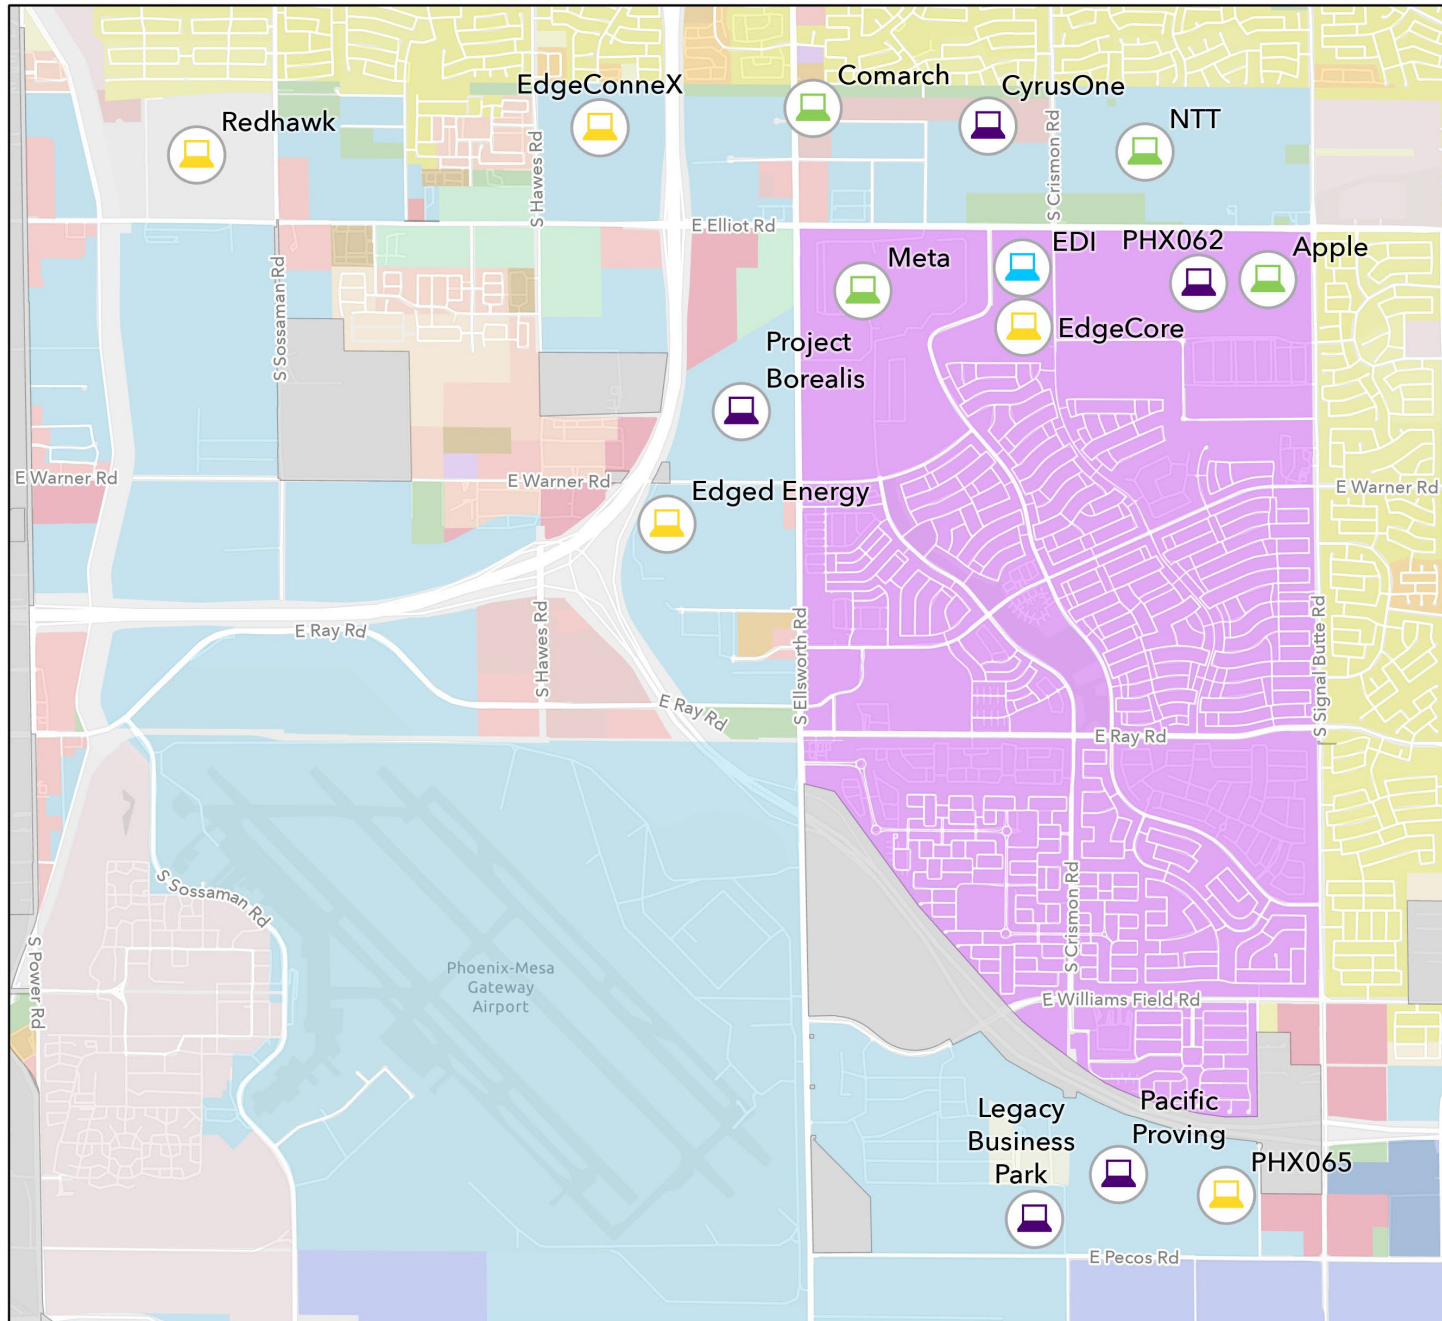 EdgeConneX
Comarch
CyrusOne
NTT
Redhawk
S Hawes Rd
S Crismon Rd
E Elliot Rd
EDI
PHX062
Apple
Meta
EdgeCore
S Sossaman Rd
Project
Borealis
E Warner Rd
E Warner Rd
Edged Energy
E Warner Rd
E Ray Rd
S Hawes Rd
S Ellsworth Rd
S Signal Butte Rd
E Ray Rd
E Ray Rd
S Sossaman Rd
S Crismon Rd
S Power Rd
Phoenix-Mesa
Gateway
Airport
E Williams Field Rd
Legacy
Business
Park
Pacific
Proving
PHX065
E Pecos Rd